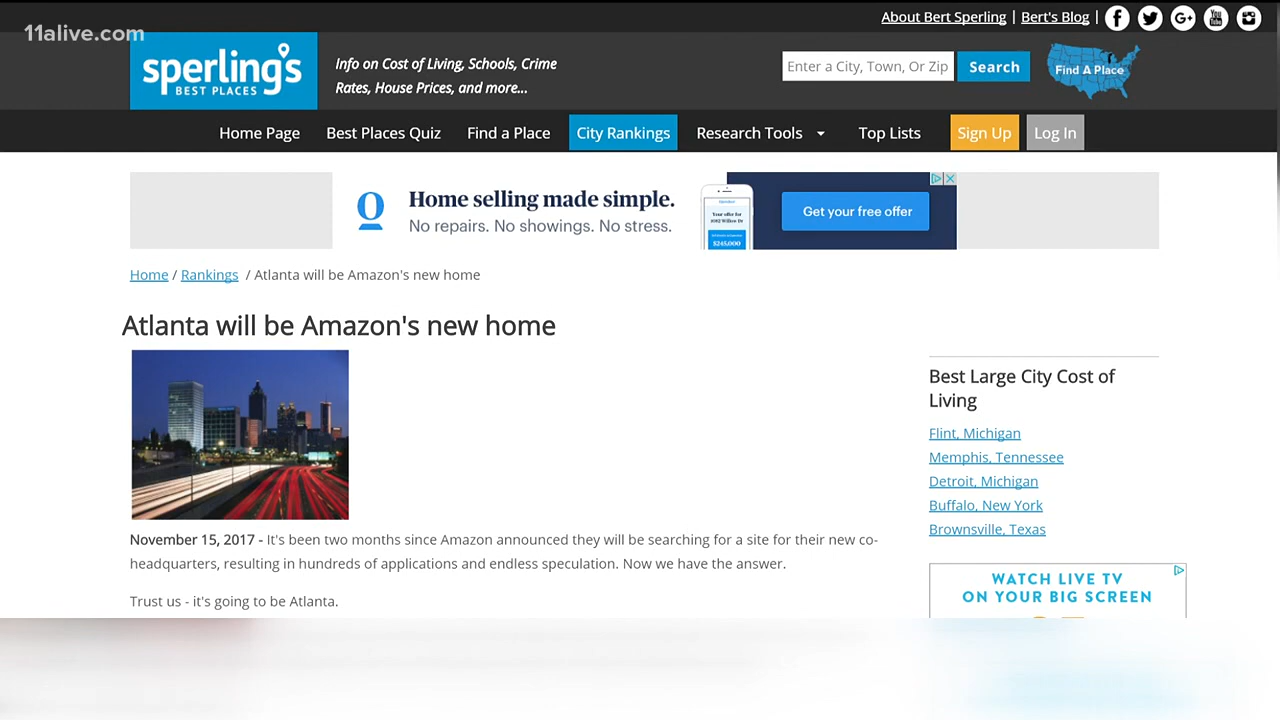 About Bert Sperling | Bert's Blog |
11alive.com
sperling's
BEST PLACES
Info on Cost of Living, Schools, Crime
Rates, House Prices, and more...
Enter a City, Town, Or Zip
Search
Find A Place
Home Page
Best Places Quiz
Find a Place
City Rankings
Research Tools
Top Lists
Sign Up
Log In
Home selling made simple.
No repairs. No showings. No stress.
Your offer for
$245,000
Get your free offer
Home / Rankings / Atlanta will be Amazon's new home
Atlanta will be Amazon's new home
November 15, 2017 - It's been two months since Amazon announced they will be searching for a site for their new co-
headquarters, resulting in hundreds of applications and endless speculation. Now we have the answer.
Trust us - it's going to be Atlanta.
Best Large City Cost of
Living
Flint, Michigan
Memphis, Tennessee
Detroit, Michigan
Buffalo, New York
Brownsville, Texas
WATCH LIVE TV
ON YOUR BIG SCREEN